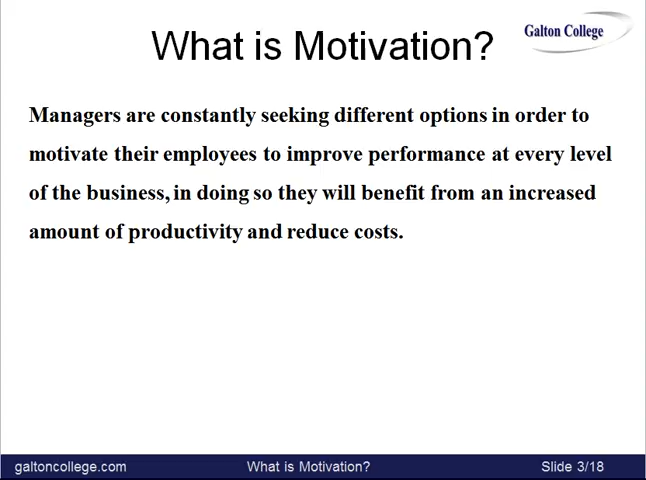 Galton College
What is Motivation?
Managers are constantly seeking different options in order to
motivate their employees to improve performance at every level
of the business, in doing so they will benefit from an increased
amount of productivity and reduce costs.
galtoncollege.com What is Motivation? Slide 3/18